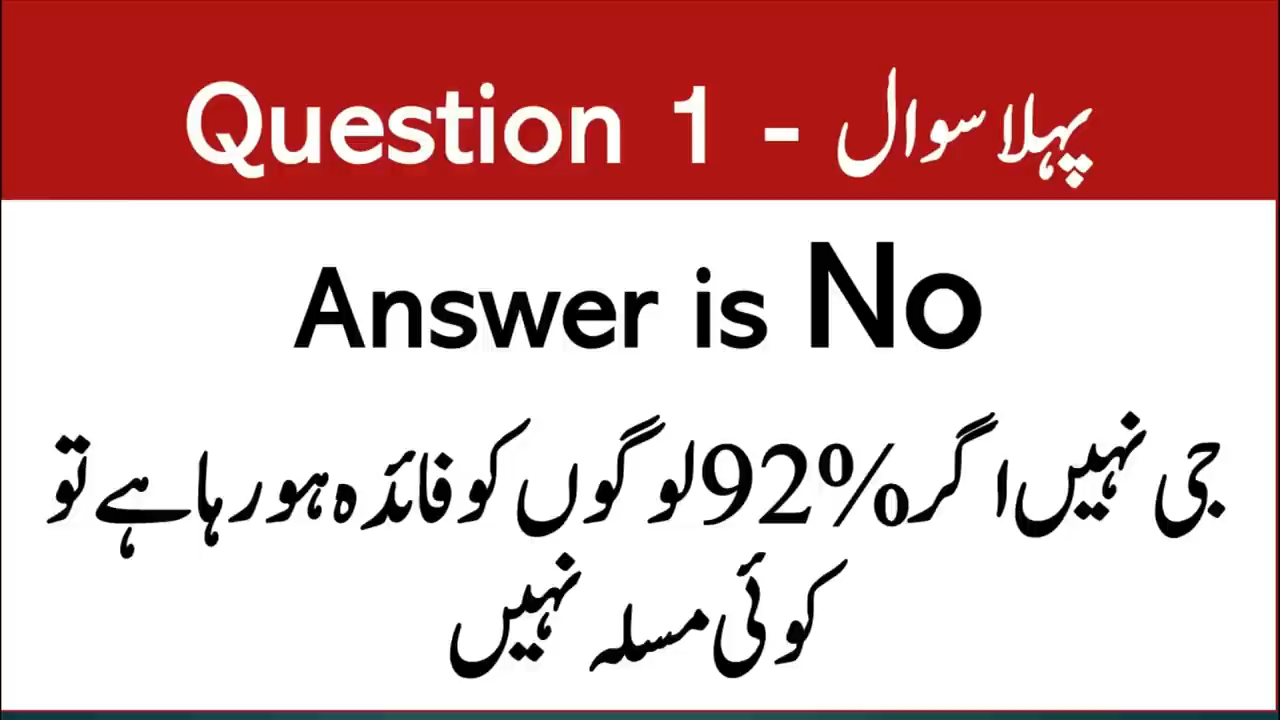 Question 1 - پہلا سوال
Answer is No
جی نہیں اگر 92% لوگوں کو فائدہ ہو رہا ہے تو
کوئی مسلہ نہیں